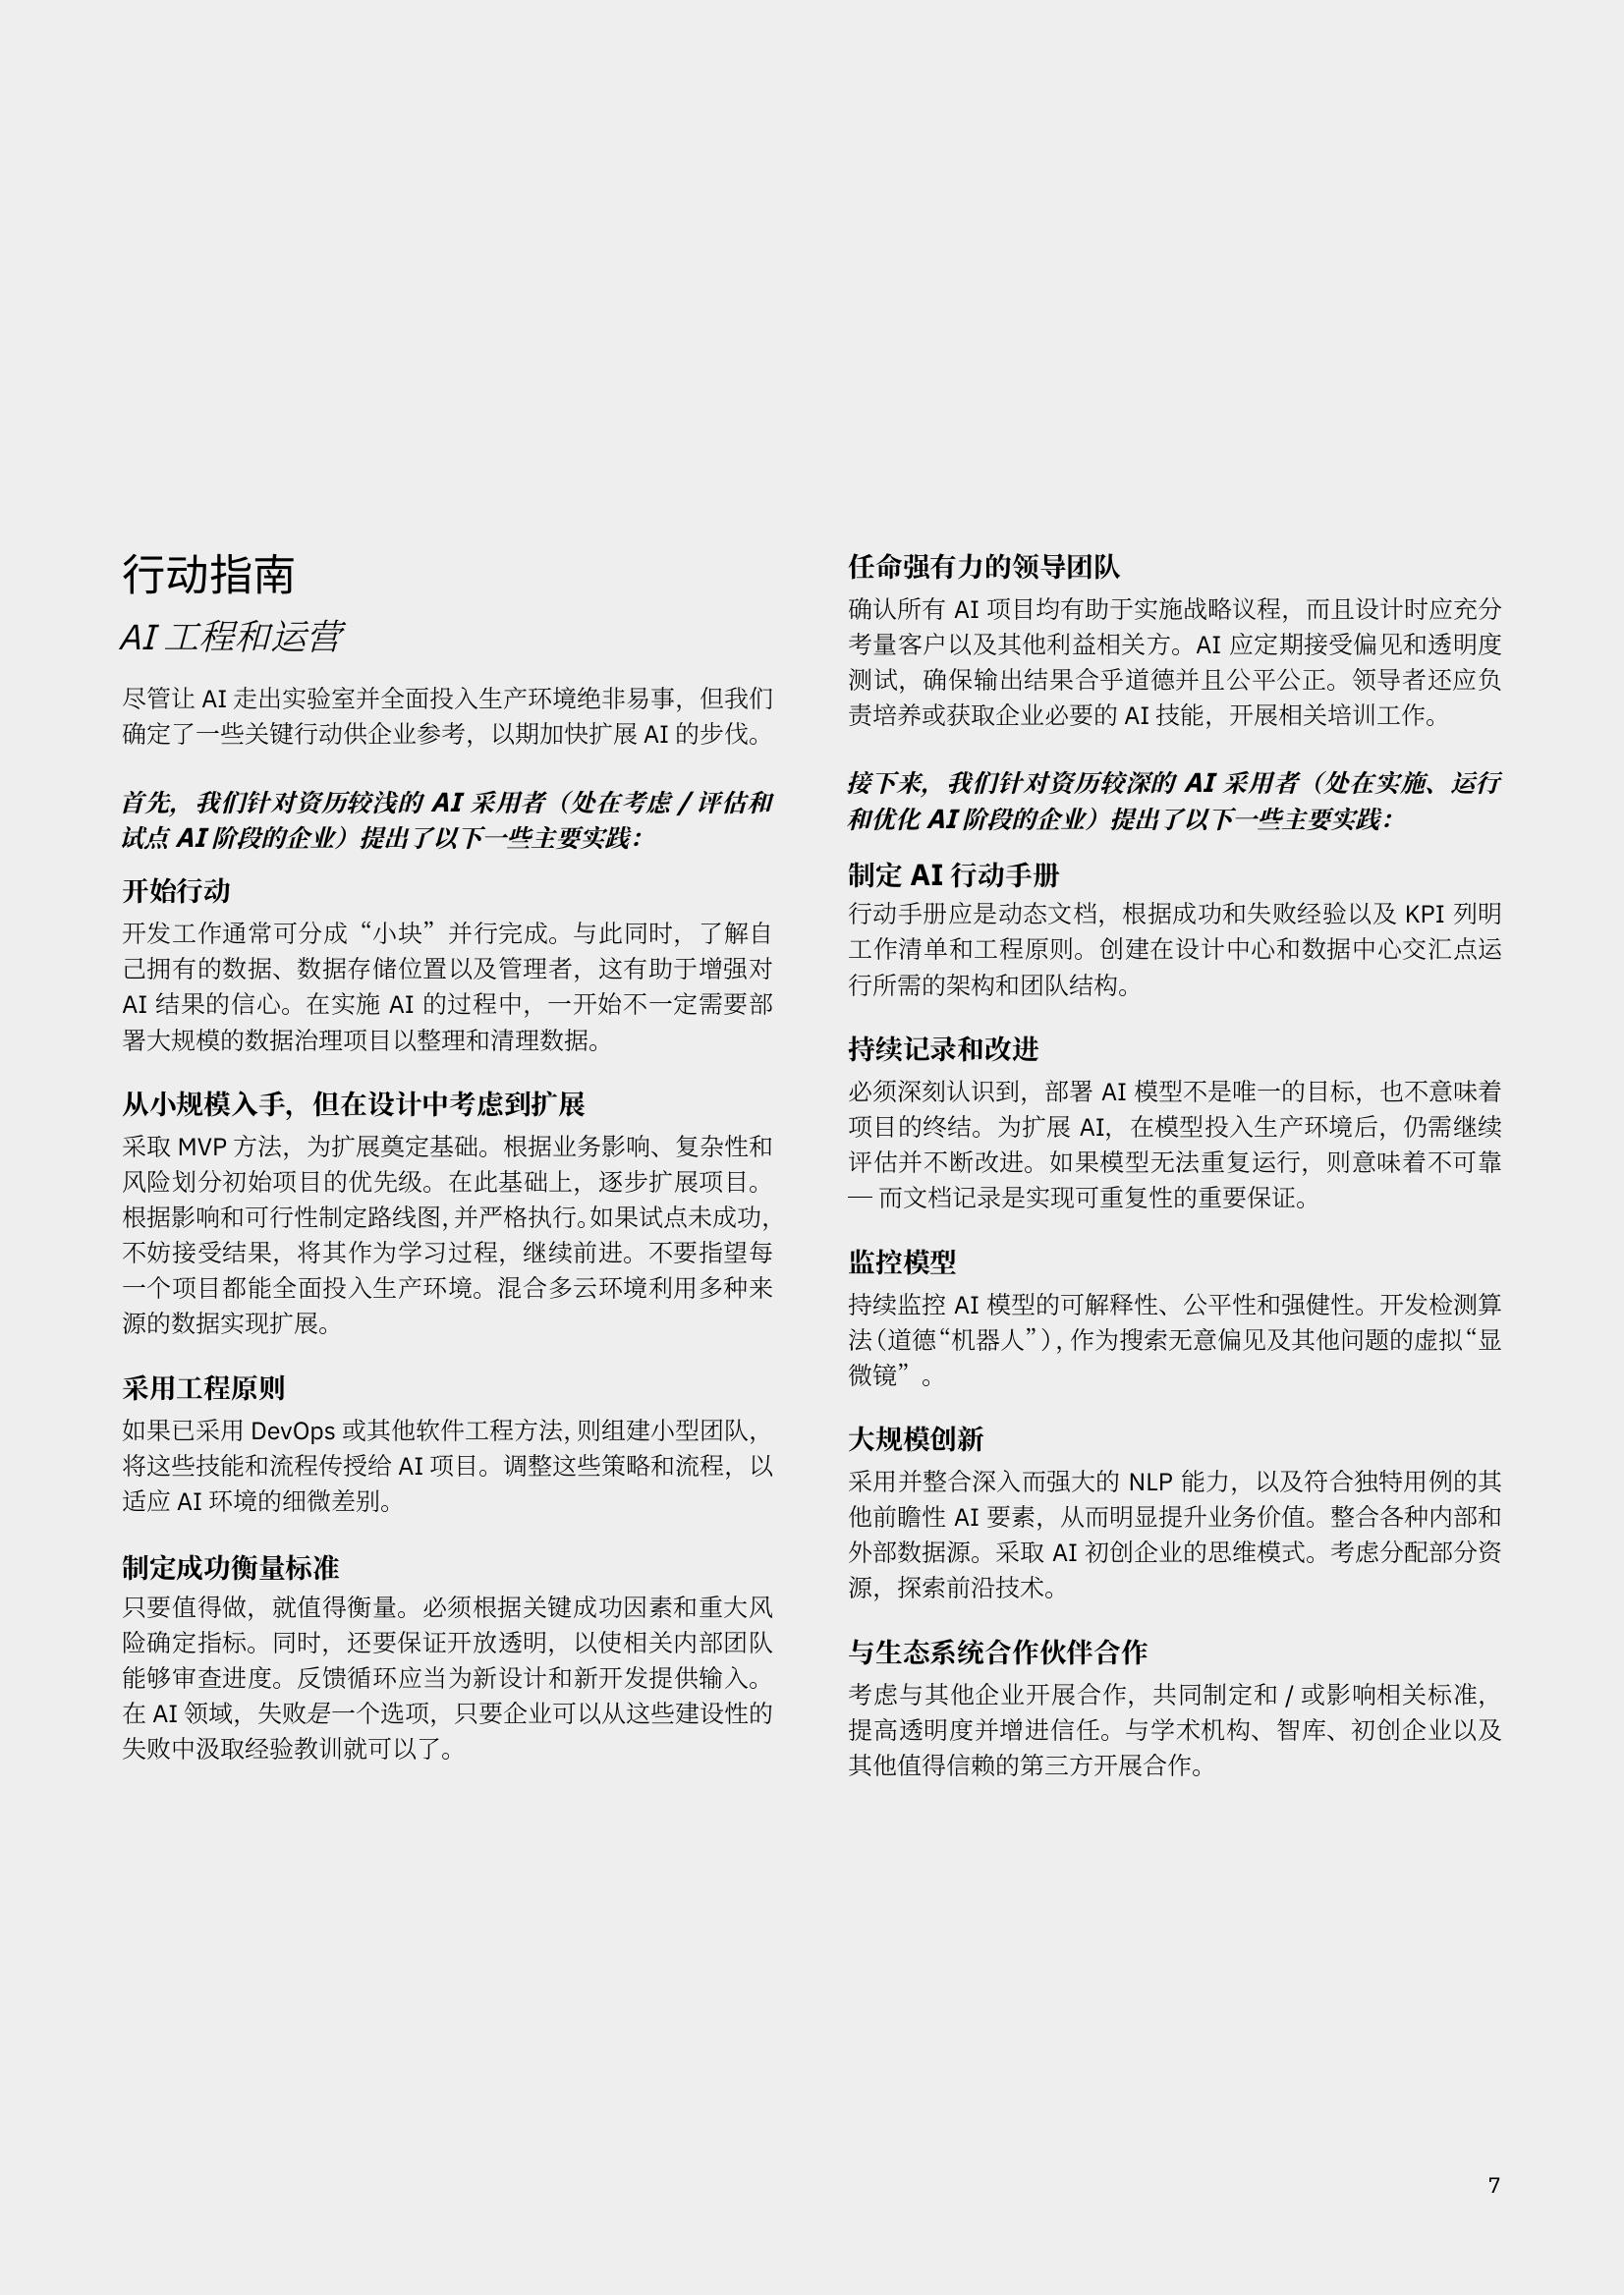 行动指南
AI 工程和运营
尽管让 AI 走出实验室并全面投入生产环境绝非易事，但我们
确定了一些关键行动供企业参考，以期加快扩展 AI 的步伐。
首先，我们针对资历较浅的 AI 采用者（处在考虑 / 评估和
试点 AI 阶段的企业）提出了以下一些主要实践：
开始行动
开发工作通常可分成“小块”并行完成。与此同时，了解自
己拥有的数据、数据存储位置以及管理者，这有助于增强对
AI 结果的信心。在实施 AI 的过程中，一开始不一定需要部
署大规模的数据治理项目以整理和清理数据。
从小规模入手，但在设计中考虑到扩展
采取 MVP 方法，为扩展奠定基础。根据业务影响、复杂性和
风险划分初始项目的优先级。在此基础上，逐步扩展项目。
根据影响和可行性制定路线图，并严格执行。如果试点未成功，
不妨接受结果，将其作为学习过程，继续前进。不要指望每
一个项目都能全面投入生产环境。混合多云环境利用多种来
源的数据实现扩展。
采用工程原则
如果已采用 DevOps 或其他软件工程方法，则组建小型团队，
将这些技能和流程传授给 AI 项目。调整这些策略和流程，以
适应 AI 环境的细微差别。
制定成功衡量标准
只要值得做，就值得衡量。必须根据关键成功因素和重大风
险确定指标。同时，还要保证开放透明，以使相关内部团队
能够审查进度。反馈循环应当为新设计和新开发提供输入。
在 AI 领域，失败是一个选项，只要企业可以从这些建设性的
失败中汲取经验教训就可以了。
任命强有力的领导团队
确认所有 AI 项目均有助于实施战略议程，而且设计时应充分
考量客户以及其他利益相关方。AI 应定期接受偏见和透明度
测试，确保输出结果合乎道德并且公平公正。领导者还应负
责培养或获取企业必要的 AI 技能，开展相关培训工作。
接下来，我们针对资历较深的 AI 采用者（处在实施、运行
和优化 AI 阶段的企业）提出了以下一些主要实践：
制定 AI 行动手册
行动手册应是动态文档，根据成功和失败经验以及 KPI 列明
工作清单和工程原则。创建在设计中心和数据中心交汇点运
行所需的架构和团队结构。
持续记录和改进
必须深刻认识到，部署 AI 模型不是唯一的目标，也不意味着
项目的终结。为扩展 AI，在模型投入生产环境后，仍需继续
评估并不断改进。如果模型无法重复运行，则意味着不可靠
— 而文档记录是实现可重复性的重要保证。
监控模型
持续监控 AI 模型的可解释性、公平性和强健性。开发检测算
法（道德“机器人”），作为搜索无意偏见及其他问题的虚拟“显
微镜”。
大规模创新
采用并整合深入而强大的 NLP 能力，以及符合独特用例的其
他前瞻性 AI 要素，从而明显提升业务价值。整合各种内部和
外部数据源。采取 AI 初创企业的思维模式。考虑分配部分资
源，探索前沿技术。
与生态系统合作伙伴合作
考虑与其他企业开展合作，共同制定和 / 或影响相关标准，
提高透明度并增进信任。与学术机构、智库、初创企业以及
其他值得信赖的第三方开展合作。
7